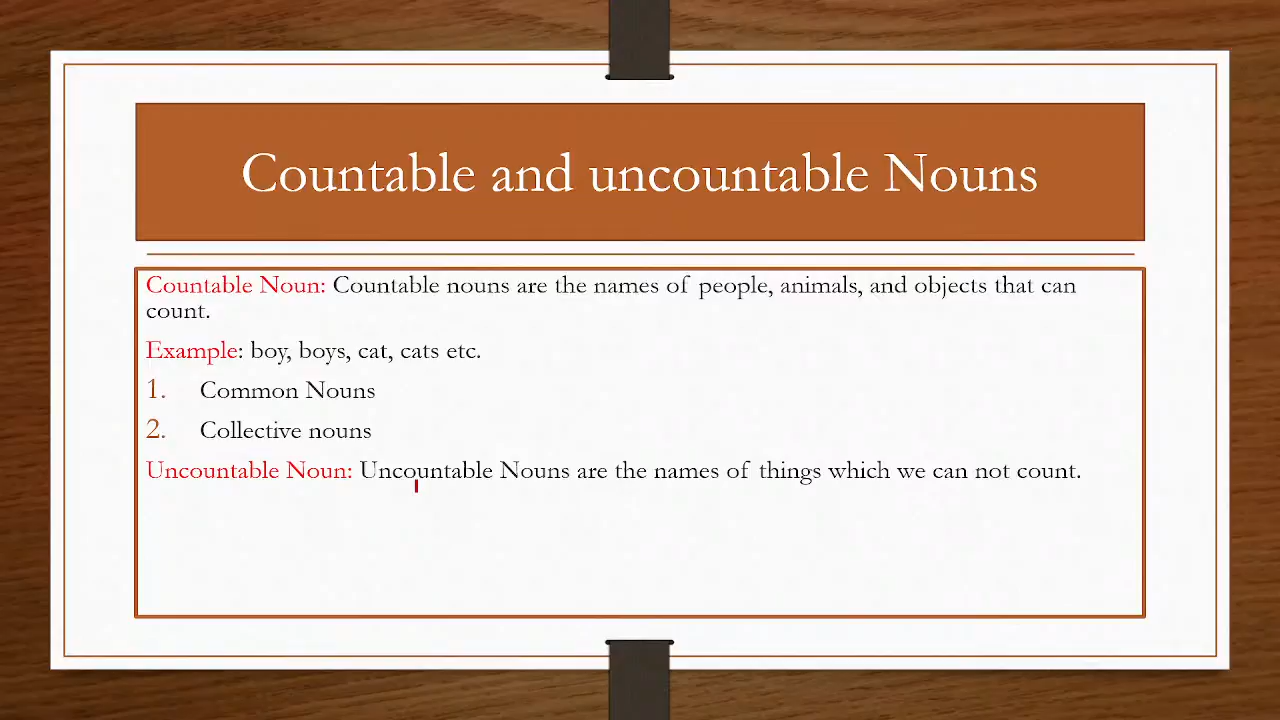 Countable and uncountable Nouns
Countable Noun: Countable nouns are the names of people, animals, and objects that can
count.
Example: boy, boys, cat, cats etc.
1. Common Nouns
2. Collective nouns
Uncountable Noun: Uncountable Nouns are the names of things which we can not count.